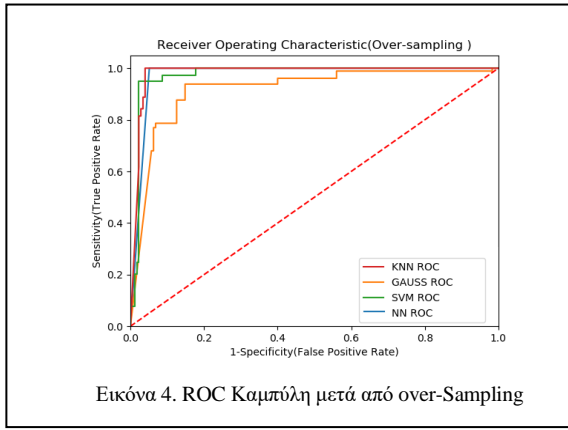 Receiver Operating Characteristic(Over-sampling )
Sensitivity(True Positive Rate)
1.0
0.8
0.6
0.4
0.2
0.0
KNN ROC
GAUSS ROC
SVM ROC
NN ROC
0.0 0.2 0.4 0.6 0.8 1.0
1-Specificity(False Positive Rate)
Εικόνα 4. ROC Καμπύλη μετά από over-Sampling